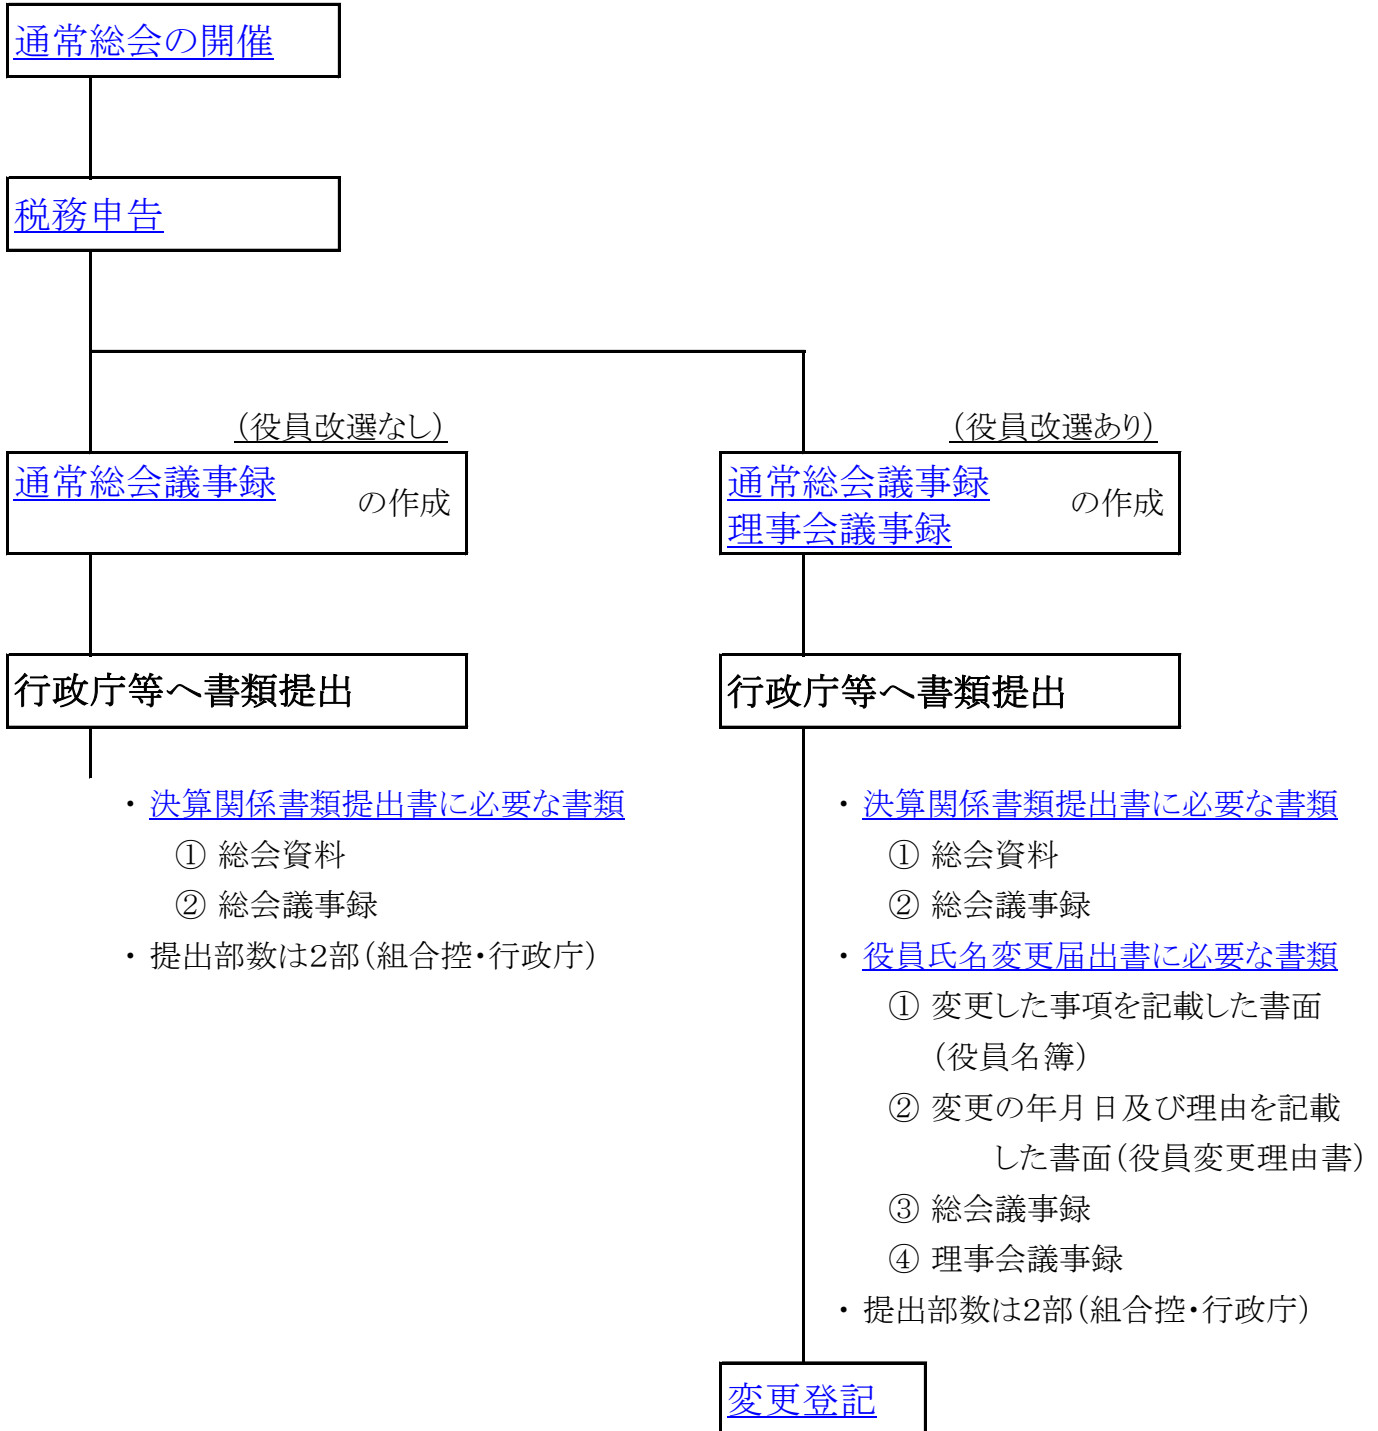 通常総会の開催
税務申告
(役員改選なし)
通常総会議事録
の作成
行政庁等へ書類提出
・ 決算関係書類提出書に必要な書類
① 総会資料
② 総会議事録
・ 提出部数は2部(組合控・行政庁)
(役員改選あり)
通常総会議事録
の作成
理事会議事録
行政庁等へ書類提出
・ 決算関係書類提出書に必要な書類
① 総会資料
② 総会議事録
・ 役員氏名変更届出書に必要な書類
① 変更した事項を記載した書面
(役員名簿)
② 変更の年月日及び理由を記載
した書面(役員変更理由書)
③ 総会議事録
④ 理事会議事録
・ 提出部数は2部(組合控・行政庁)
変更登記